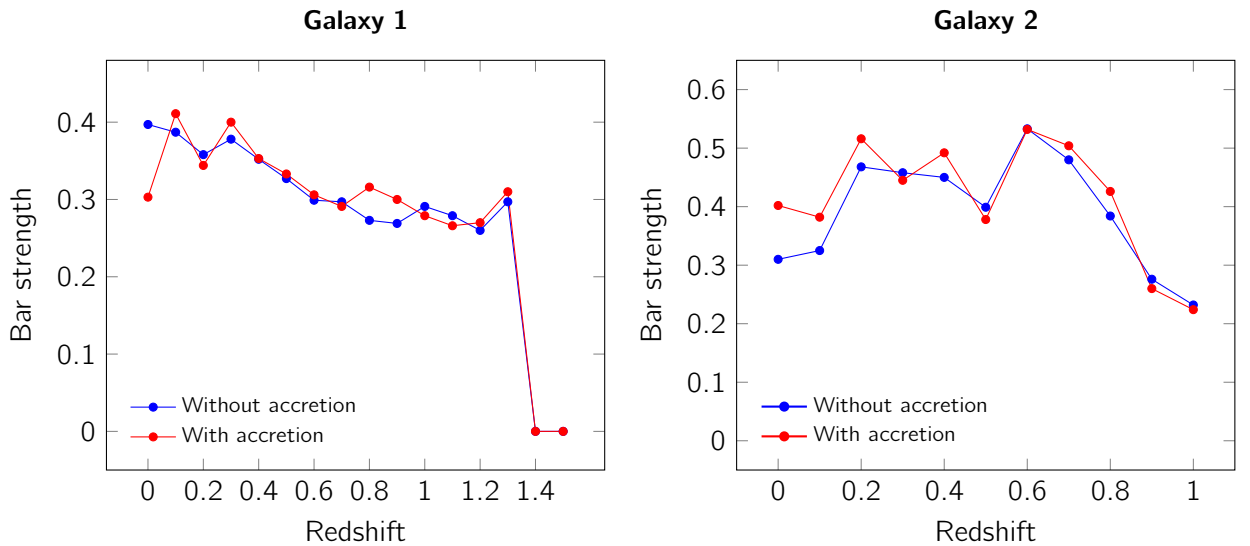 Galaxy 1
Bar strength
0.4
0.3
0.2
0.1
0
Without accretion
With accretion
0 0.2 0.4 0.6 0.8 1 1.2 1.4
Redshift
Galaxy 2
Bar strength
0.6
0.5
0.4
0.3
0.2
0.1
0
Without accretion
With accretion
0 0.2 0.4 0.6 0.8 1
Redshift